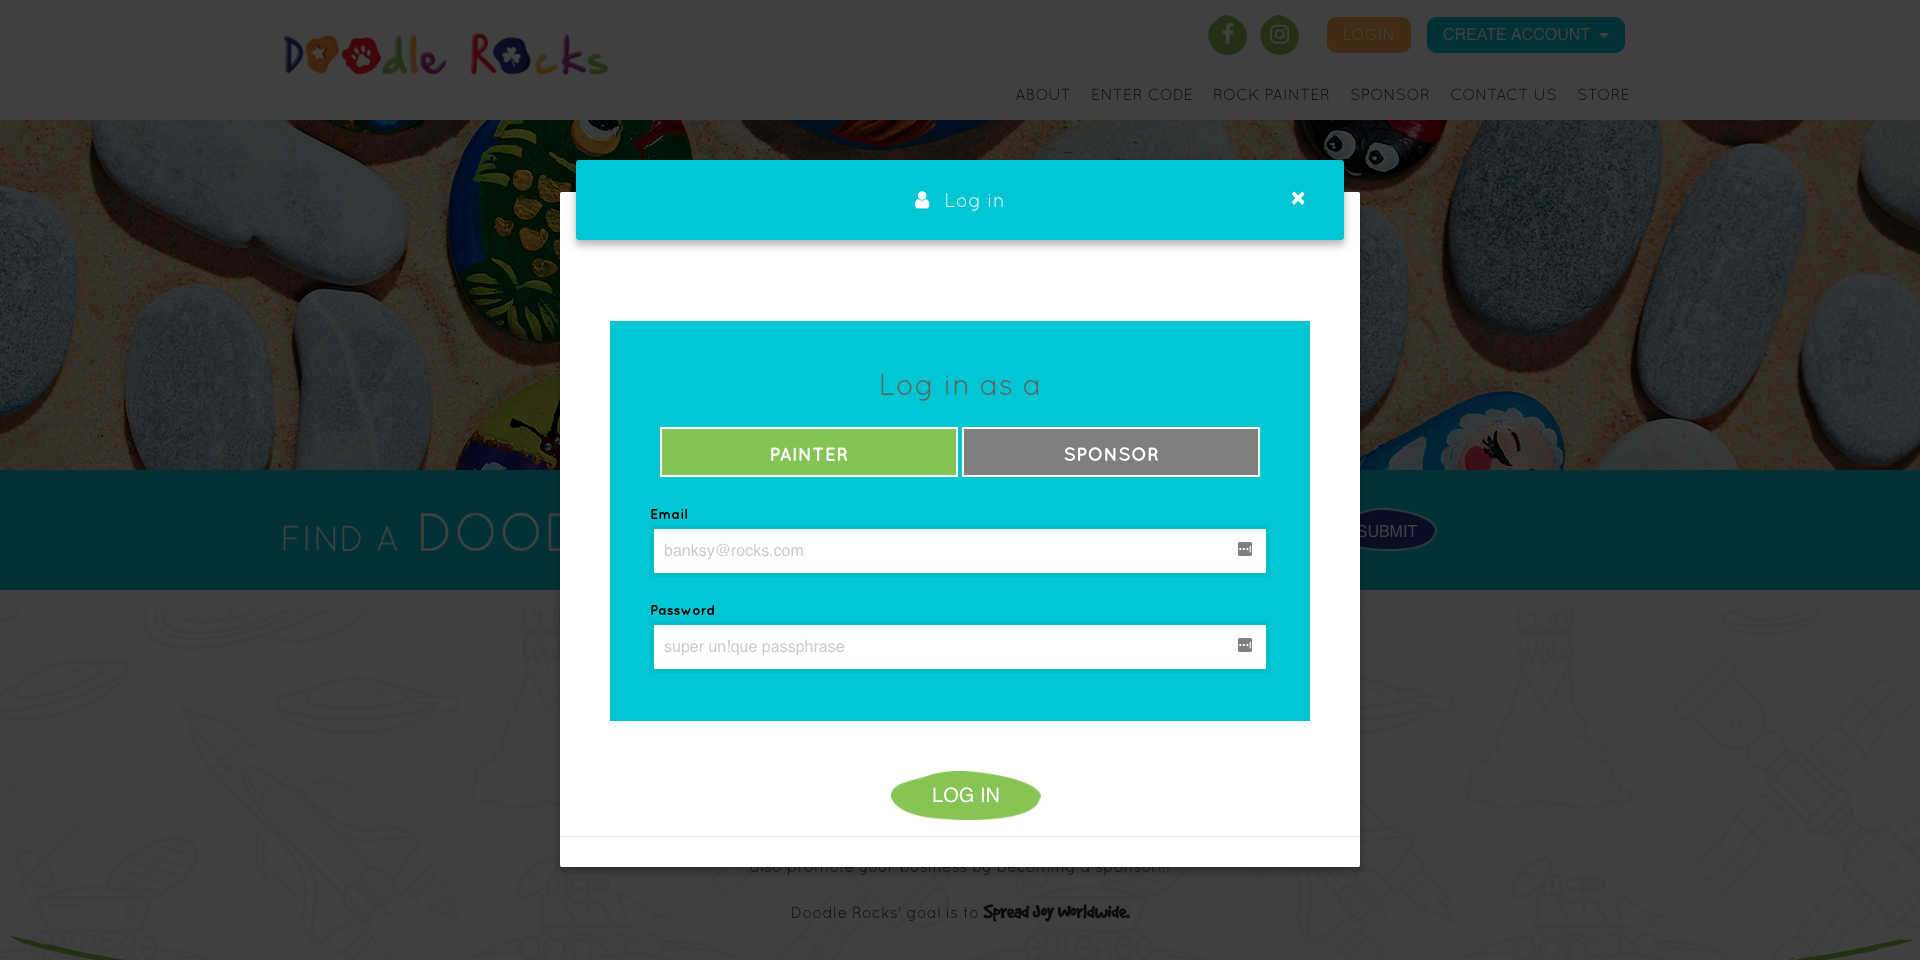 Doodle Rocks
LOGIN
CREATE ACCOUNT
ABOUT
ENTER CODE
ROCK PAINTER
SPONSOR
CONTACT US
STORE
Log in
Log in as a
PAINTER
SPONSOR
Email
banksy@rocks.com
Password
super un!que passphrase
LOG IN
FIND A DOOD
SUBMIT
also promote your business by becoming a sponsor!!!
Doodle Rocks' goal is to Spread Joy Worldwide.